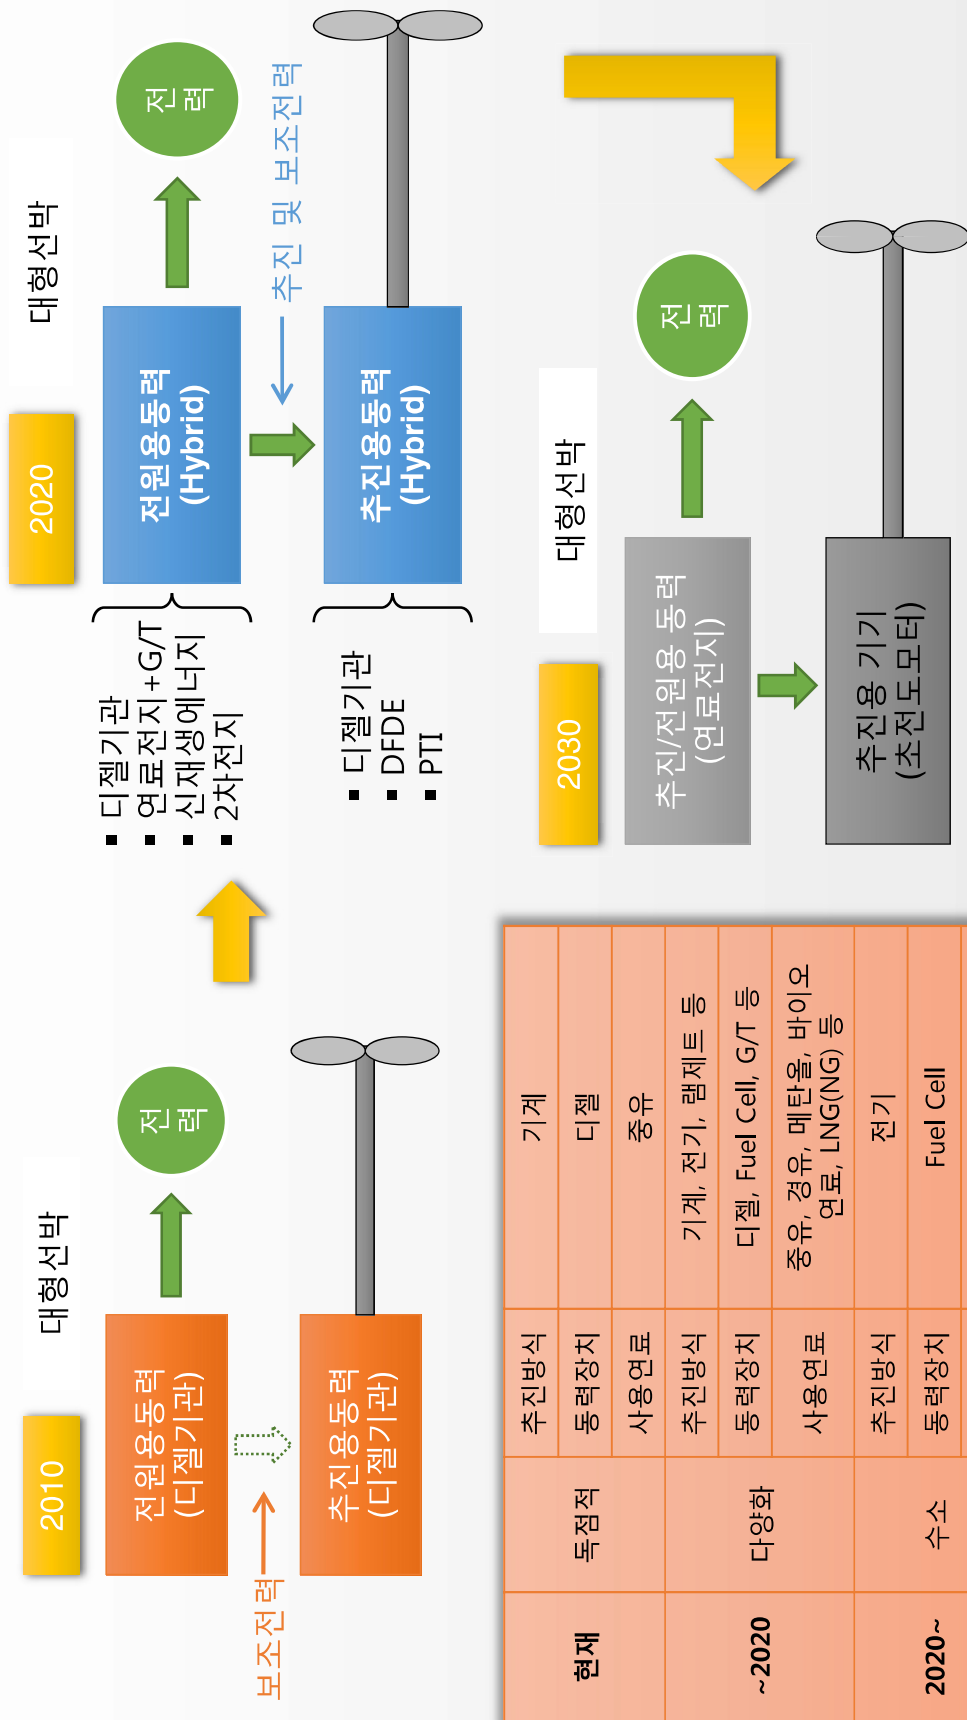 2010
대형선박
전원용동력
(디젤기관)
전
력
보조전력
추진용동력
(디젤기관)
2020
대형선박
■ 디젤기관
■ 연료전지+G/T
■ 신재생에너지
■ 2차전지
전원용동력
(Hybrid)
전
력
추진 및 보조전력
■ 디젤기관
■ DFDE
■ PTI
추진용동력
(Hybrid)
현재
독점적
추진방식
기계
동력장치
디젤
사용연료
중유
~2020
다양화
추진방식
기계, 전기, 램제트 등
동력장치
디젤, Fuel Cell, G/T 등
사용연료
중유, 경유, 메탄올, 바이오
연료, LNG(NG) 등
2020~
수소
추진방식
전기
동력장치
Fuel Cell
2030
대형선박
추진/전원용 동력
(연료전지)
전
력
추진용 기기
(초전도모터)